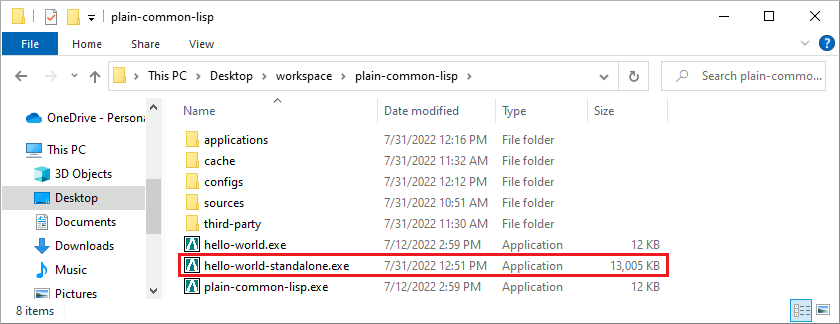 plain-common-lisp
File Home Share View
This PC Desktop workspace plain-common-lisp
Search plain-commo...
Name Date modified Type Size
OneDrive - Persona
This PC
3D Objects
Desktop
Documents
Downloads
Music
Pictures
applications 7/31/2022 12:16 PM File folder
cache 7/31/2022 11:32 AM File folder
configs 7/31/2022 12:12 PM File folder
sources 7/31/2022 10:51 AM File folder
third-party 7/31/2022 11:30 AM File folder
hello-world.exe 7/12/2022 2:59 PM Application 12 KB
hello-world-standalone.exe 7/31/2022 12:51 PM Application 13,005 KB
plain-common-lisp.exe 7/12/2022 2:59 PM Application 12 KB
8 items